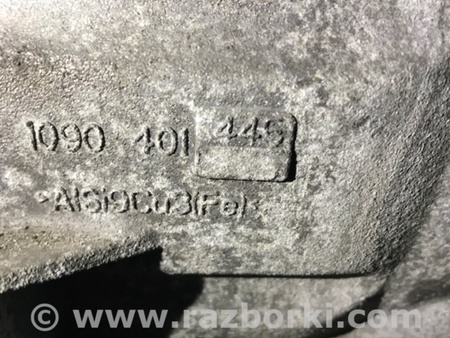 1090 401 446
>AlSi9Cu3(Fe)<
© www.razborki.com